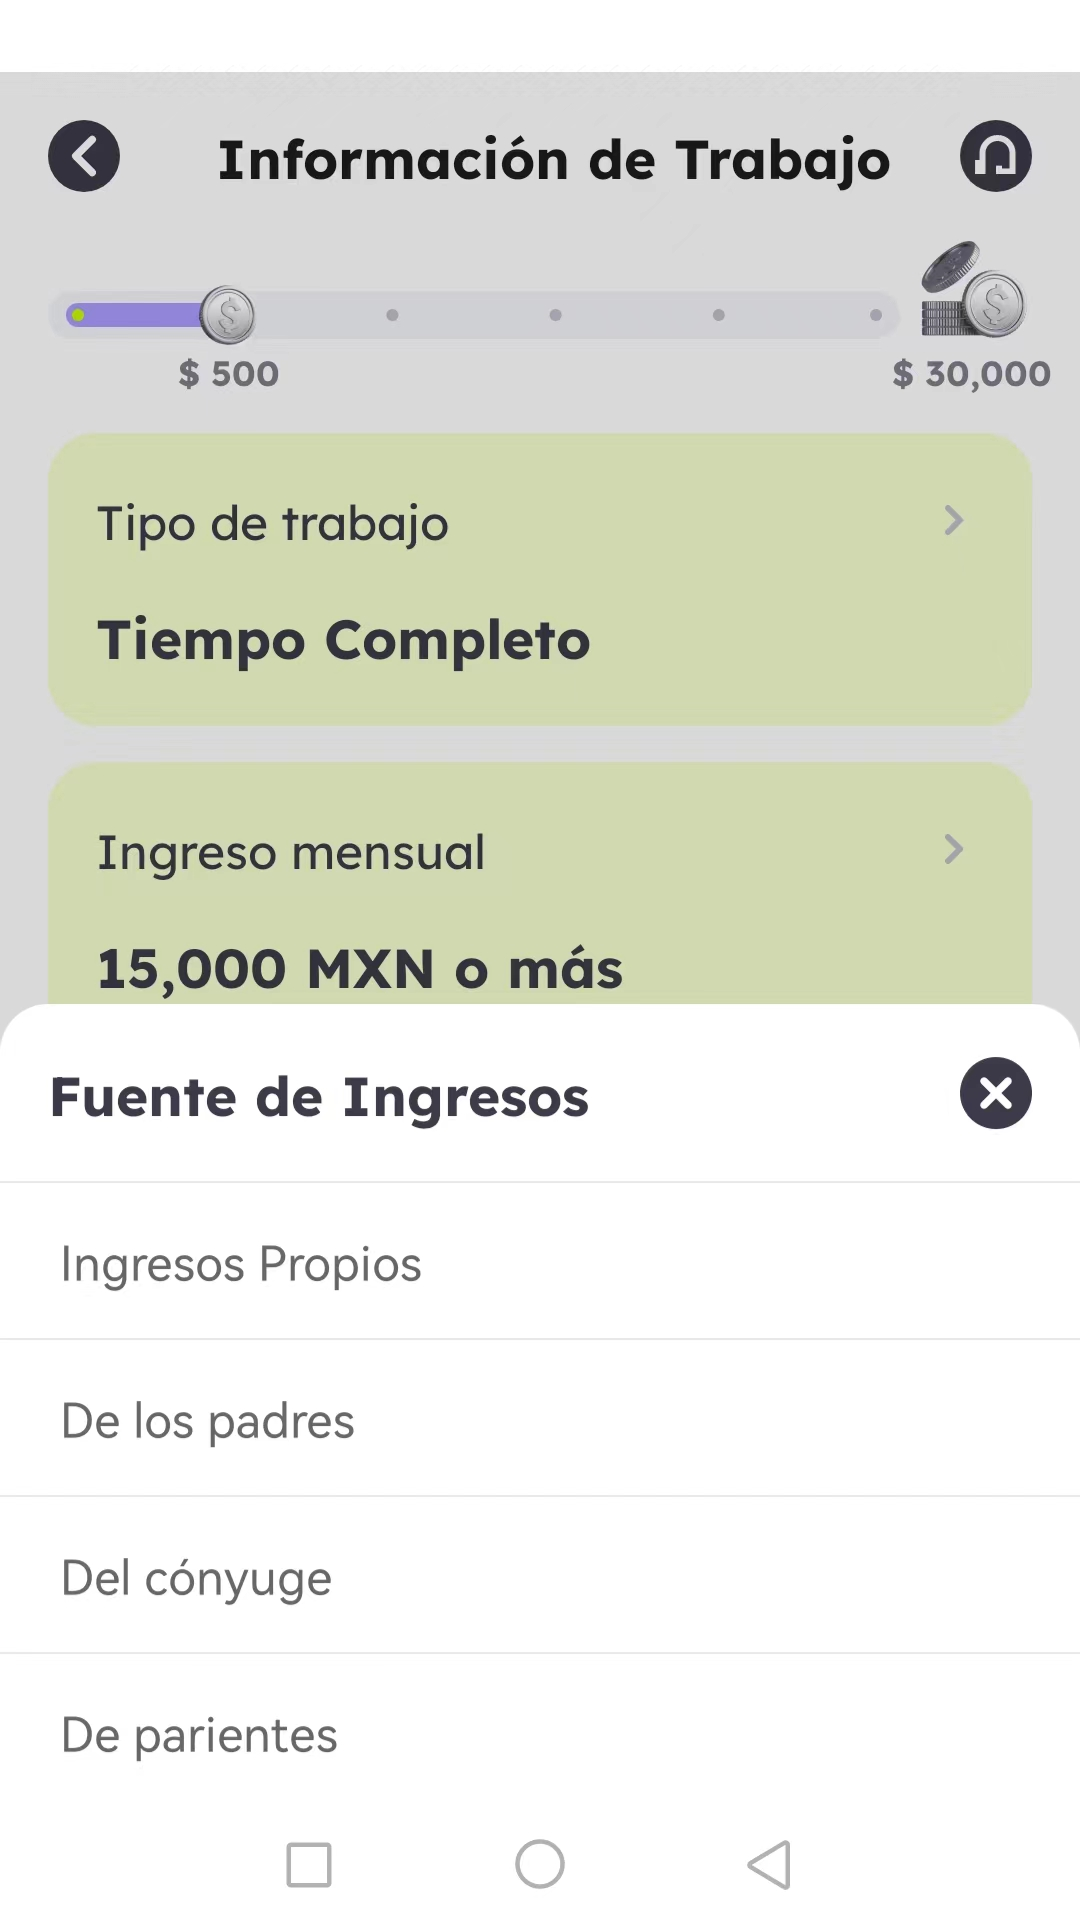 Información de Trabajo
$ 500
$ 30,000
Tipo de trabajo
Tiempo Completo
Ingreso mensual
15,000 MXN o más
Fuente de Ingresos
Ingresos Propios
De los padres
Del cónyuge
De parientes